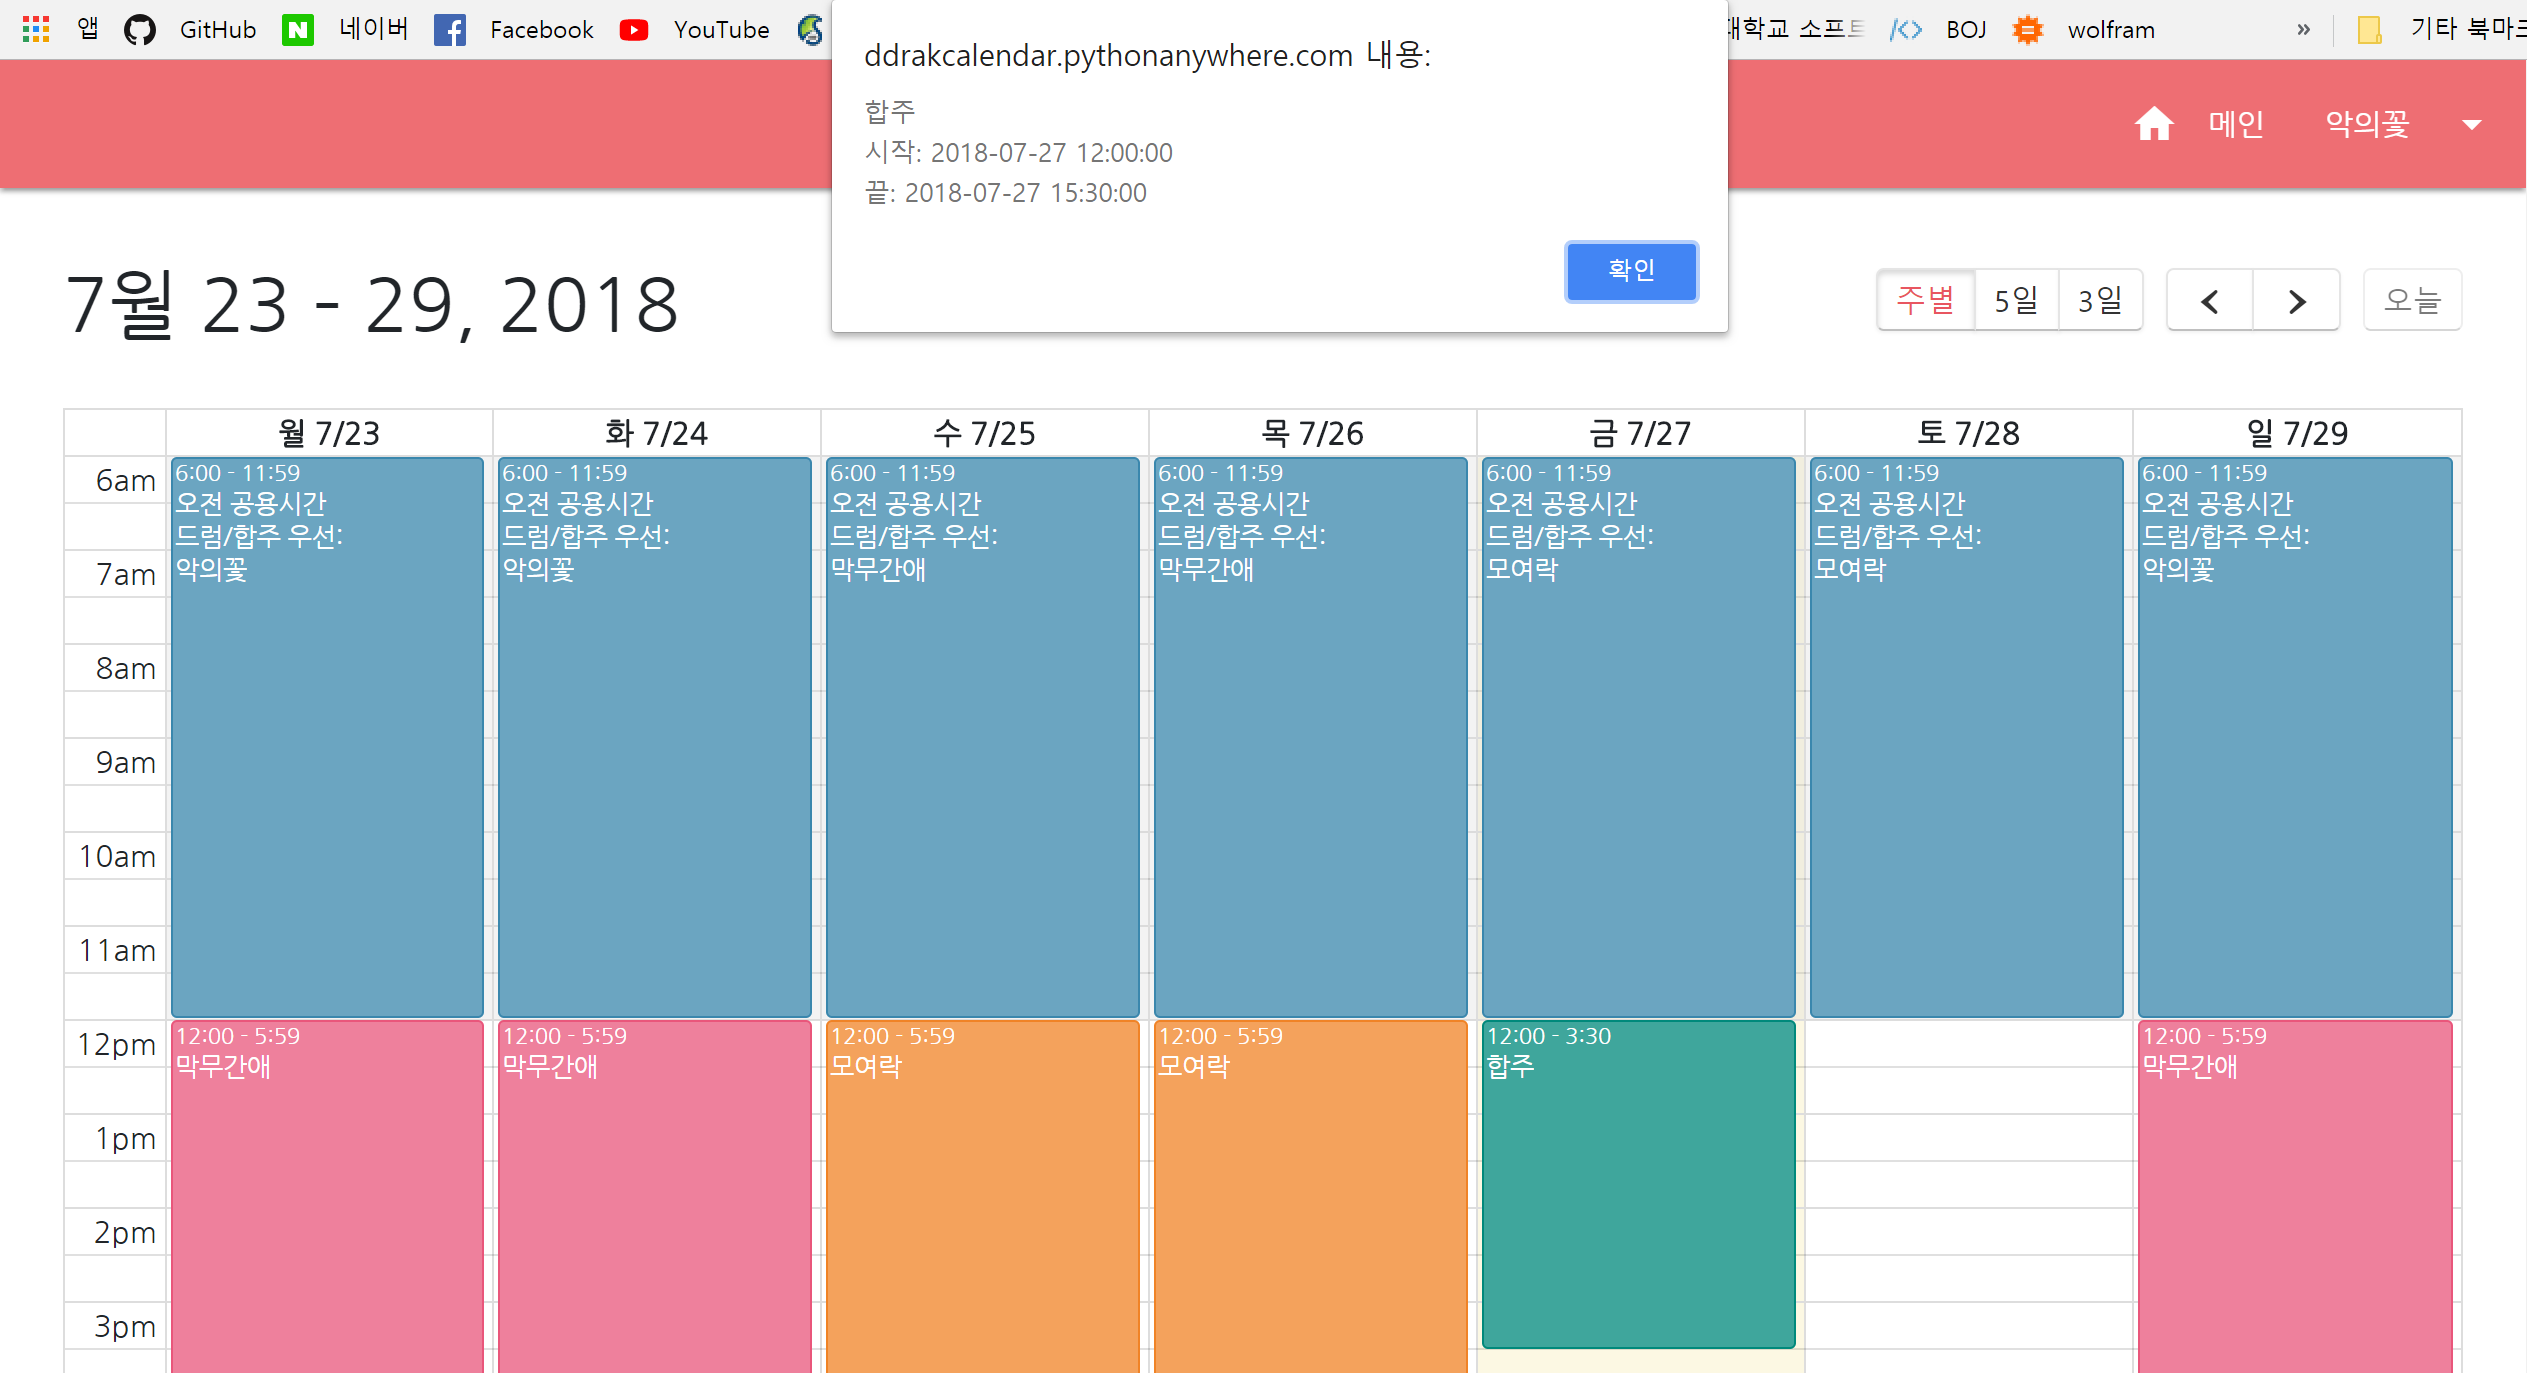 앱 GitHub 네이버 Facebook YouTube 대학교 BOJ wolfram » 기타
ddrakcalendar.pythonanywhere.com 내용:
합주
시작: 2018-07-27 12:00:00
끝: 2018-07-27 15:30:00
확인
메인 악의꽃
7월 23 - 29, 2018
주별 5일 3일 < > 오늘
월 7/23 화 7/24 수 7/25 목 7/26 금 7/27 토 7/28 일 7/29
6am
7am
8am
9am
10am
11am
12pm
1pm
2pm
3pm
6:00 - 11:59
오전 공용시간
드럼/합주 우선:
악의꽃
12:00 - 5:59
막무간애
6:00 - 11:59
오전 공용시간
드럼/합주 우선:
악의꽃
12:00 - 5:59
막무간애
6:00 - 11:59
오전 공용시간
드럼/합주 우선:
막무간애
12:00 - 5:59
모여락
6:00 - 11:59
오전 공용시간
드럼/합주 우선:
막무간애
12:00 - 5:59
모여락
6:00 - 11:59
오전 공용시간
드럼/합주 우선:
모여락
12:00 - 3:30
합주
6:00 - 11:59
오전 공용시간
드럼/합주 우선:
모여락
6:00 - 11:59
오전 공용시간
드럼/합주 우선:
악의꽃
12:00 - 5:59
막무간애